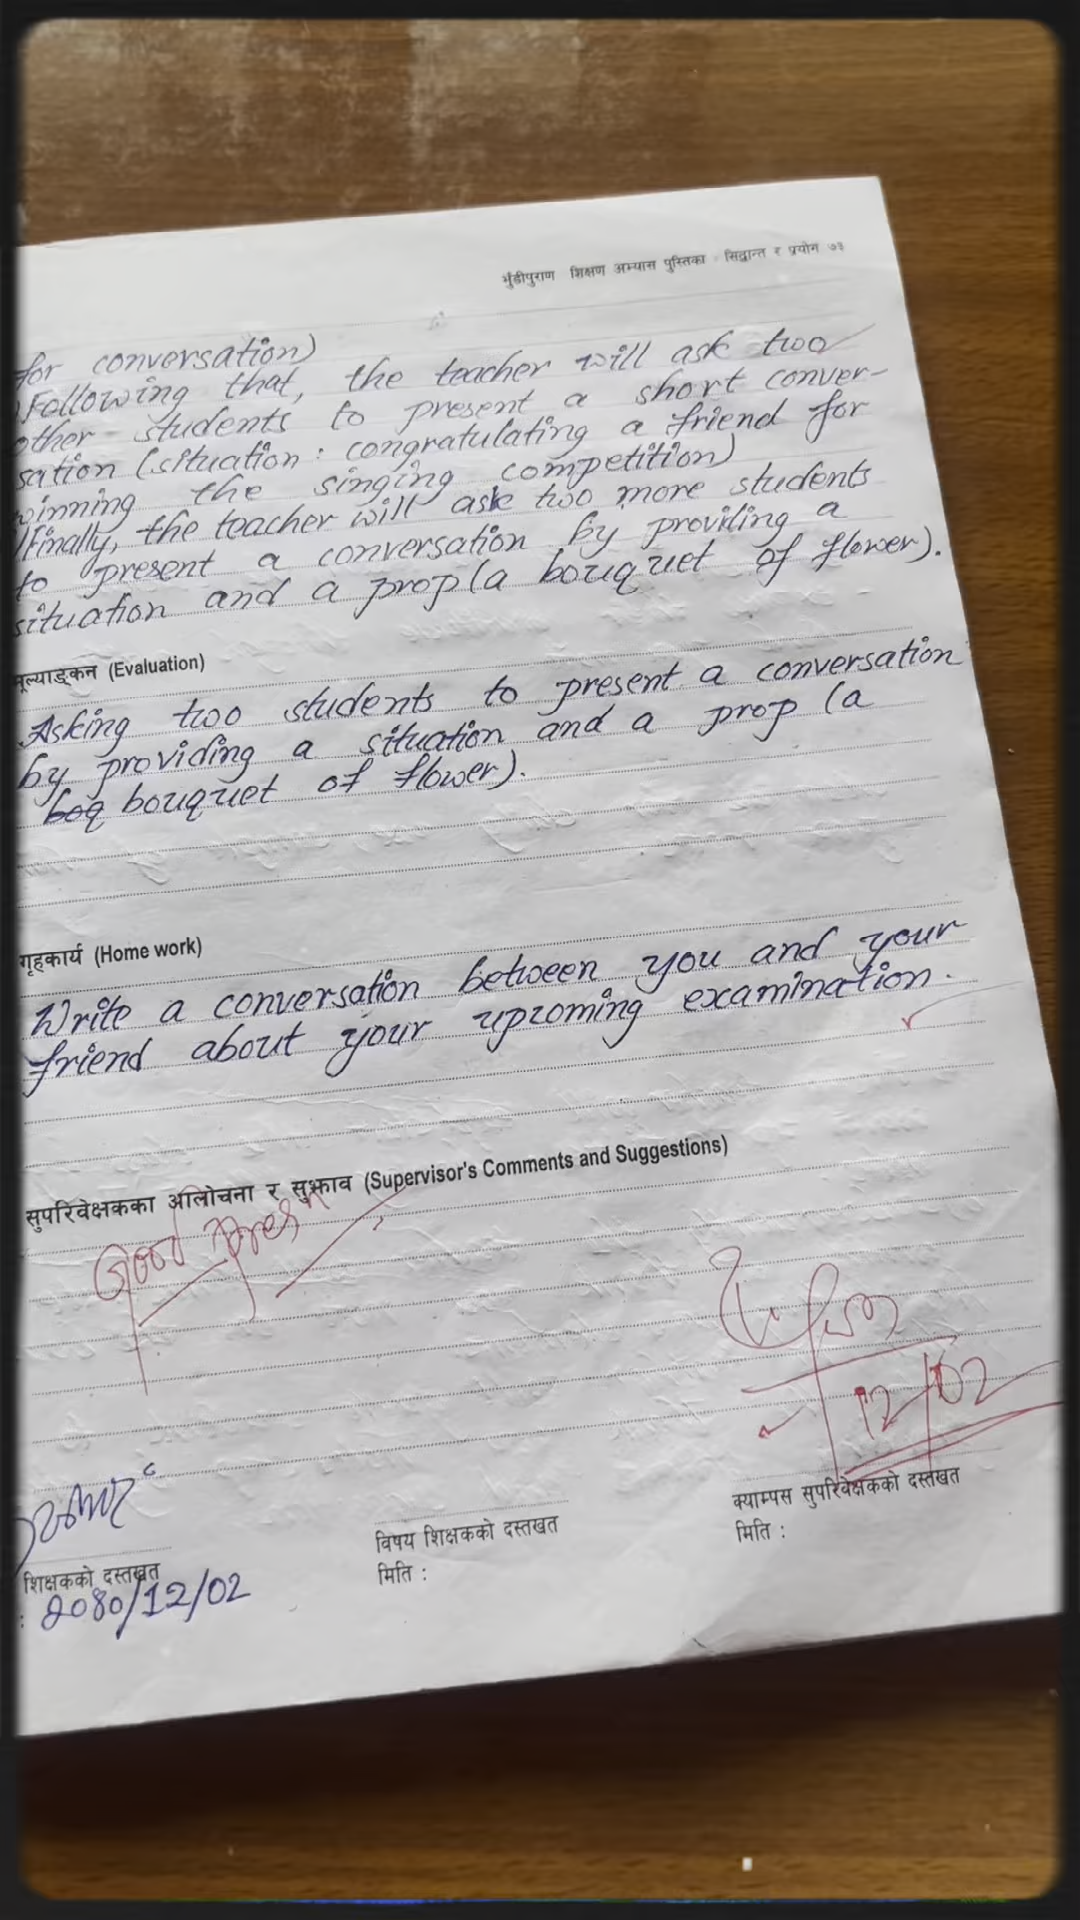 भुँडीपुराण शिक्षण अभ्यास पुस्तिका : सिद्धान्त र प्रयोग ७३
for conversation)
Following that, the teacher will ask two
other students to present a short conver-
sation (situation : congratulating a friend for
winning the singing competition)
Finally, the teacher will ask two more students
to present a conversation by providing a
situation and a prop (a bouquet of flower).
मूल्याङ्कन (Evaluation)
Asking two students to present a conversation
by providing a situation and a prop (a
boq bouquet of flower).
गृहकार्य (Home work)
Write a conversation between you and your
friend about your upcoming examination.
सुपरिवेक्षकका आलोचना र सुझाव (Supervisor's Comments and Suggestions)
Good
12/02
शिक्षकको दस्तखत
: 2080/12/02
विषय शिक्षकको दस्तखत
मिति :
क्याम्पस सुपरिवेक्षकको दस्तखत
मिति :